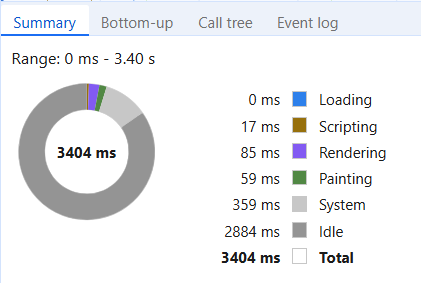 Summary Bottom-up Call tree Event log
Range: 0 ms - 3.40 s
3404 ms
0 ms Loading
17 ms Scripting
85 ms Rendering
59 ms Painting
359 ms System
2884 ms Idle
3404 ms Total